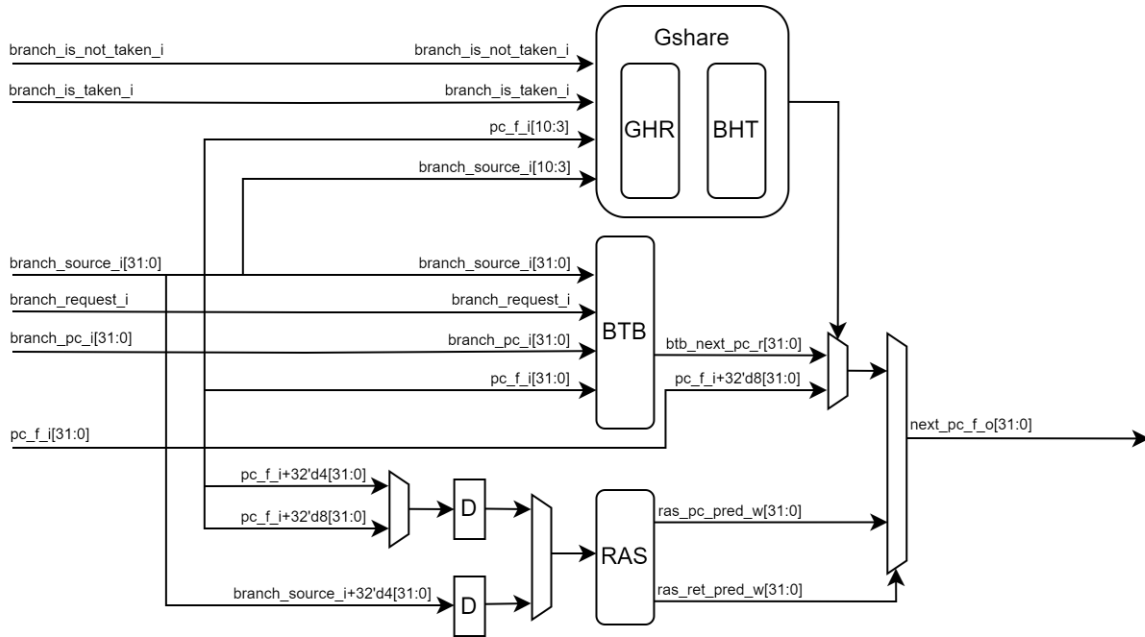 Gshare
branch_is_not_taken_i
branch_is_not_taken_i
branch_is_taken_i
branch_is_taken_i
pc_f_i[10:3]
GHR
BHT
branch_source_i[10:3]
branch_source_i[31:0]
branch_source_i[31:0]
branch_request_i
branch_request_i
BTB
branch_pc_i[31:0]
branch_pc_i[31:0]
btb_next_pc_r[31:0]
pc_f_i[31:0]
pc_f_i+32'd8[31:0]
next_pc_f_o[31:0]
pc_f_i[31:0]
pc_f_i+32'd4[31:0]
D
pc_f_i+32'd8[31:0]
ras_pc_pred_w[31:0]
RAS
branch_source_i+32'd4[31:0]
D
ras_ret_pred_w[31:0]